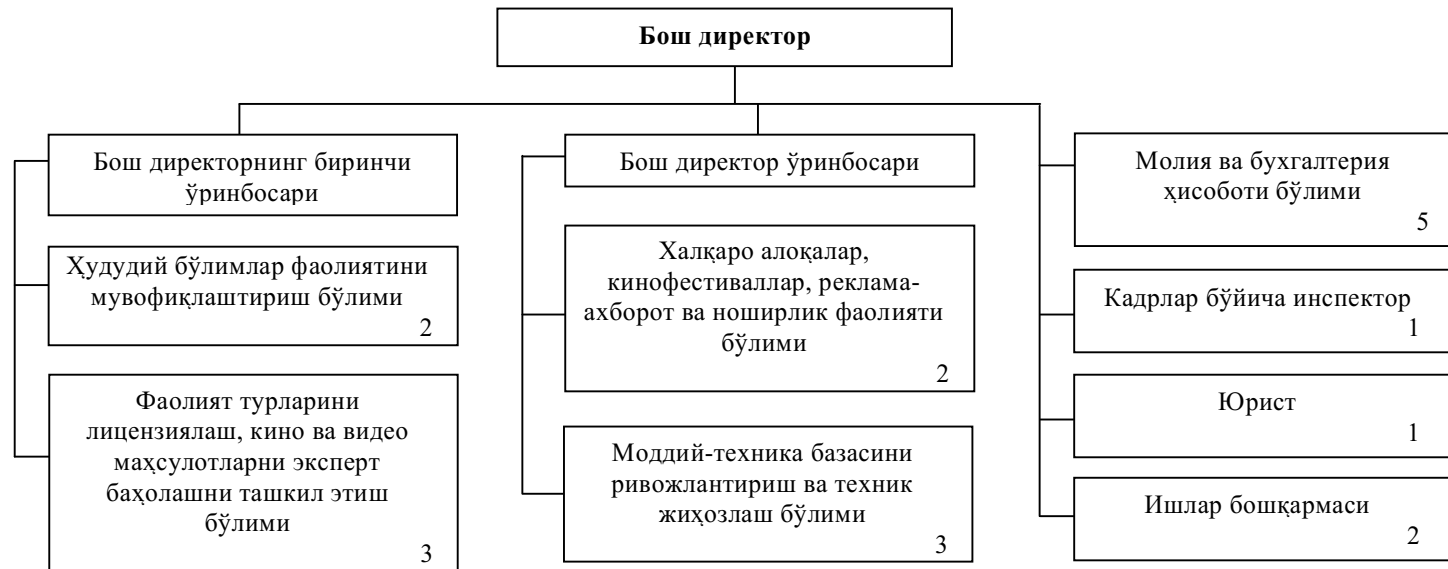 Бош директор
Бош директорнинг биринчи
ўринбосари
Ҳудудий бўлимлар фаолиятини
мувофиқлаштириш бўлими
2
Фаолият турларини
лицензиялаш, кино ва видео
маҳсулотларни эксперт
баҳолашни ташкил этиш
бўлими
3
Бош директор ўринбосари
Халқаро алоқалар,
кинофестиваллар, реклама-
ахборот ва ноширлик фаолияти
бўлими
2
Моддий-техника базасини
ривожлантириш ва техник
жиҳозлаш бўлими
3
Молия ва бухгалтерия
ҳисоботи бўлими
5
Кадрлар бўйича инспектор
1
Юрист
1
Ишлар бошқармаси
2